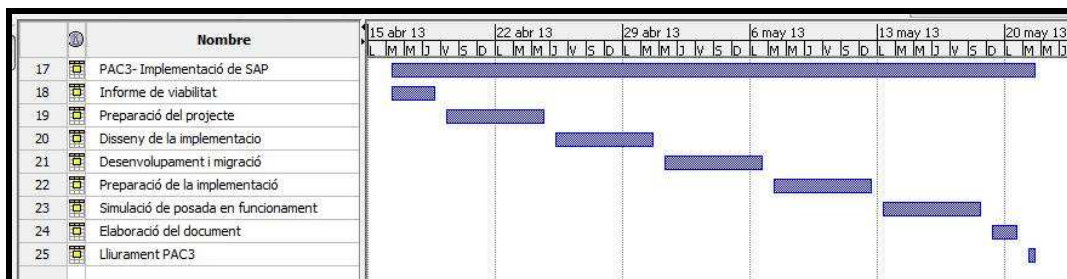 Nombre
15 abr 13 22 abr 13 29 abr 13 6 may 13 13 may 13 20 may 13
L M M J V S D L M M J V S D L M M J V S D L M M J V S D L M M J V S D L M M J
17 PAC3- Implementació de SAP
18 Informe de viabilitat
19 Preparació del projecte
20 Disseny de la implementacio
21 Desenvolupament i migració
22 Preparació de la implementació
23 Simulació de posada en funcionament
24 Elaboració del document
25 Lliurament PAC3